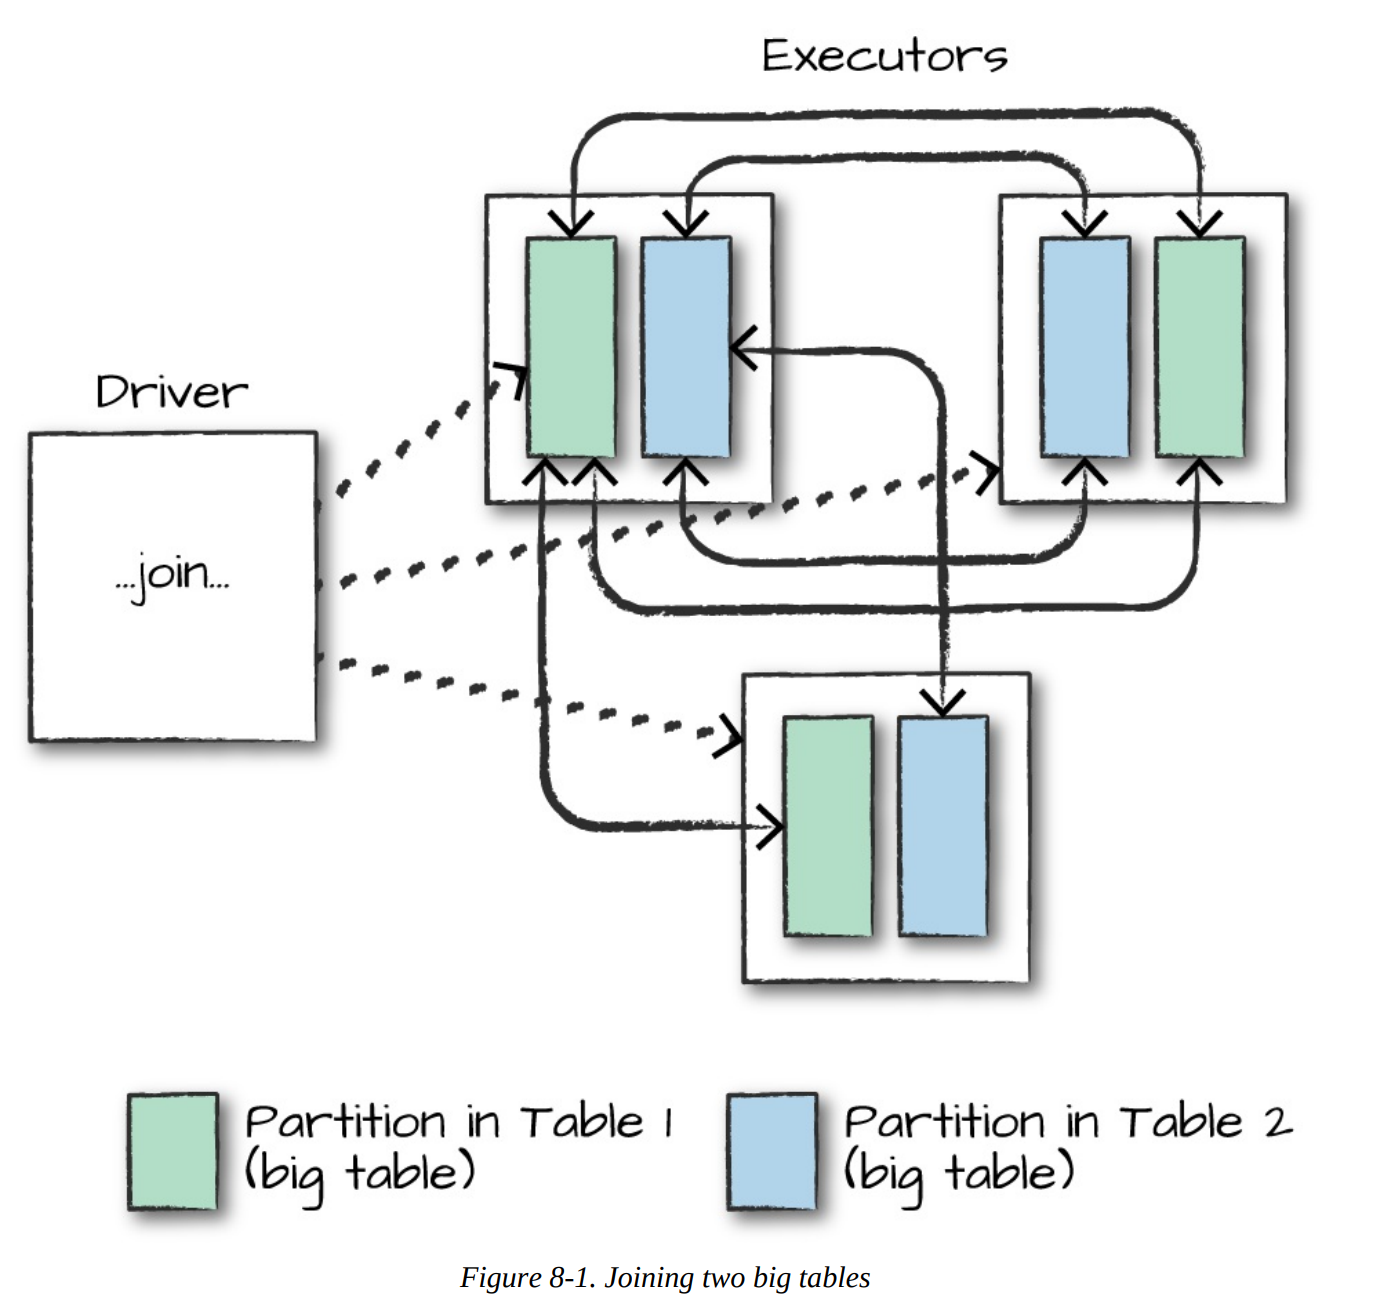 Executors
Driver
...join...
Partition in Table 1
(big table)
Partition in Table 2
(big table)
Figure 8-1. Joining two big tables